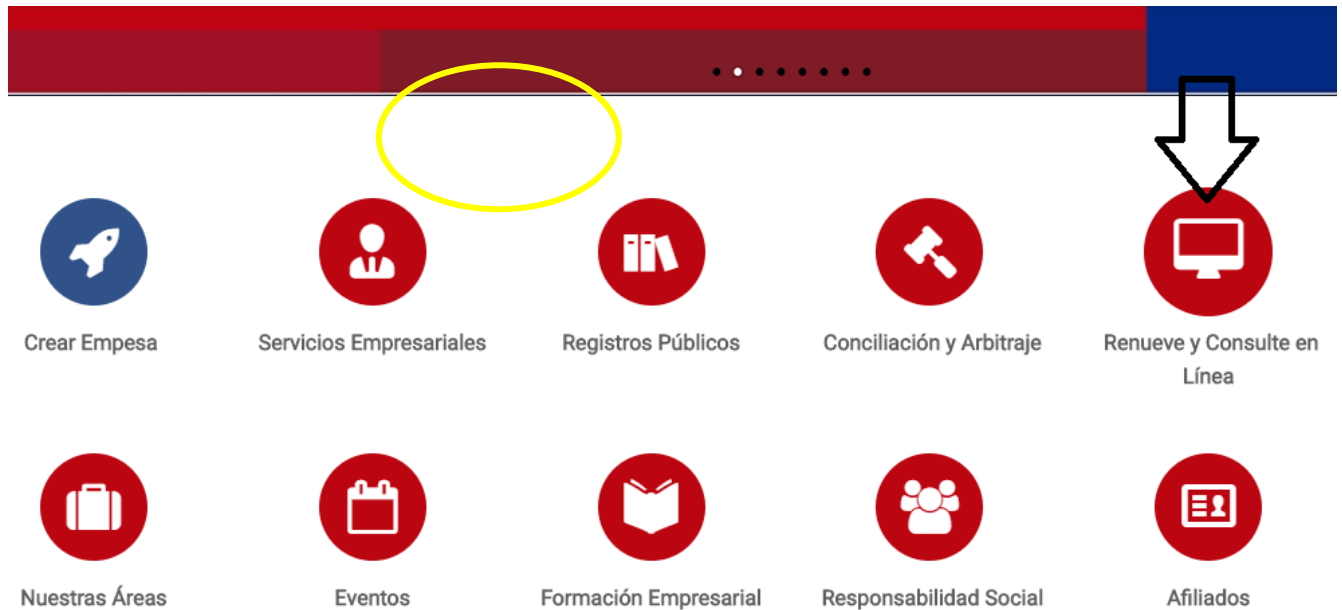 Crear Empesa
Servicios Empresariales
Registros Públicos
Conciliación y Arbitraje
Renueve y Consulte en
Línea
Nuestras Áreas
Eventos
Formación Empresarial
Responsabilidad Social
Afiliados